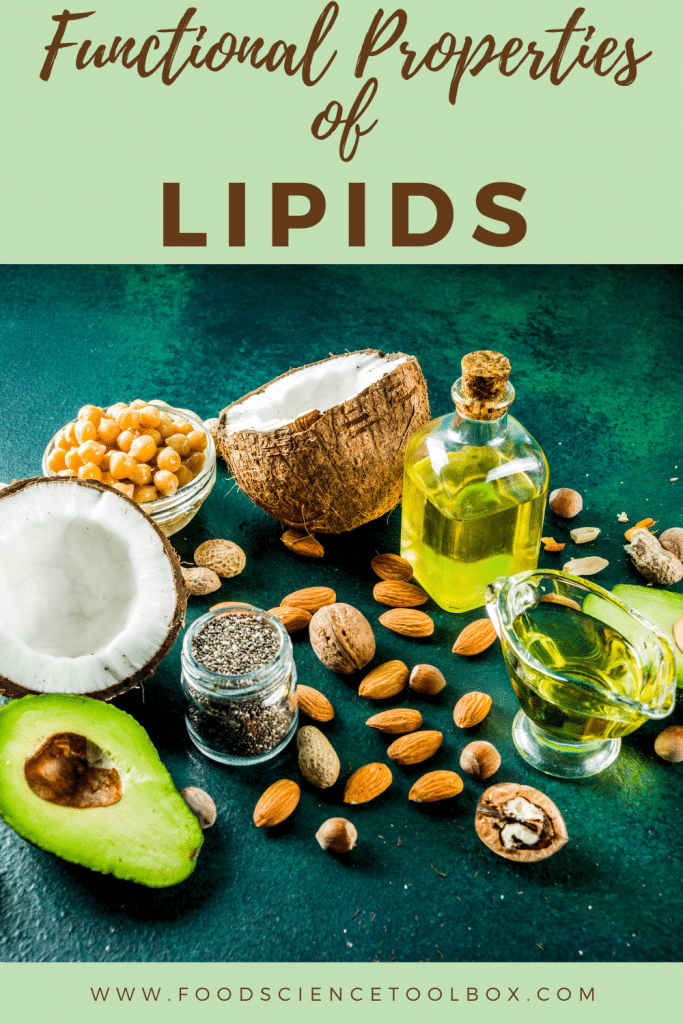 Functional Properties
of
LIPIDS
WWW.FOODSCIENCETOOLBOX.COM